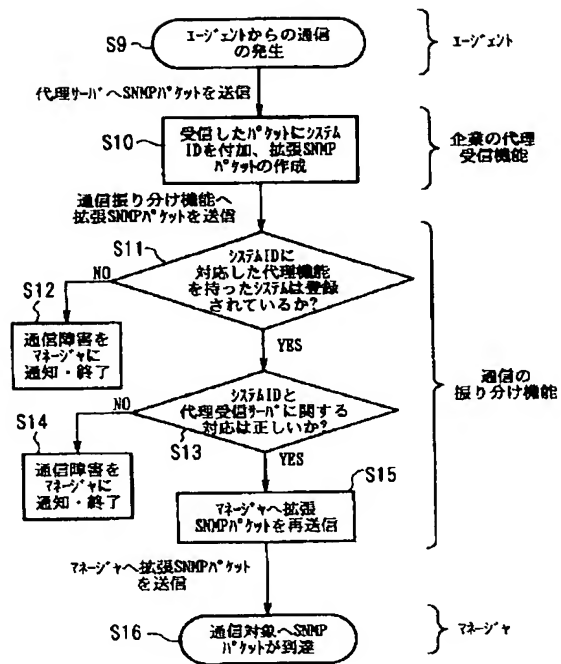 S9
ｴｰｼﾞｪﾝﾄからの通信
の発生
ｴｰｼﾞｪﾝﾄ
代理ｻｰﾊﾞへSNMPﾊﾟｹｯﾄを送信
S10
受信したﾊﾟｹｯﾄにｼｽﾃﾑ
IDを付加、拡張SNMP
ﾊﾟｹｯﾄの作成
企業の代理
受信機能
通信振り分け機能へ
拡張SNMPﾊﾟｹｯﾄを送信
S11
ｼｽﾃﾑIDに
対応した代理機能
を持ったｼｽﾃﾑは登録
されているか?
NO
S12
通信障害を
ﾏﾈｰｼﾞｬに
通知・終了
YES
通信の
振り分け機能
ｼｽﾃﾑIDと
代理受信ｻｰﾊﾞに関する
対応は正しいか?
NO
S13
S14
通信障害を
ﾏﾈｰｼﾞｬに
通知・終了
YES
S15
ﾏﾈｰｼﾞｬへ拡張
SNMPﾊﾟｹｯﾄを再送信
ﾏﾈｰｼﾞｬへ拡張SNMPﾊﾟｹｯﾄ
を送信
S16
通信対象へSNMP
ﾊﾟｹｯﾄが到達
ﾏﾈｰｼﾞｬ